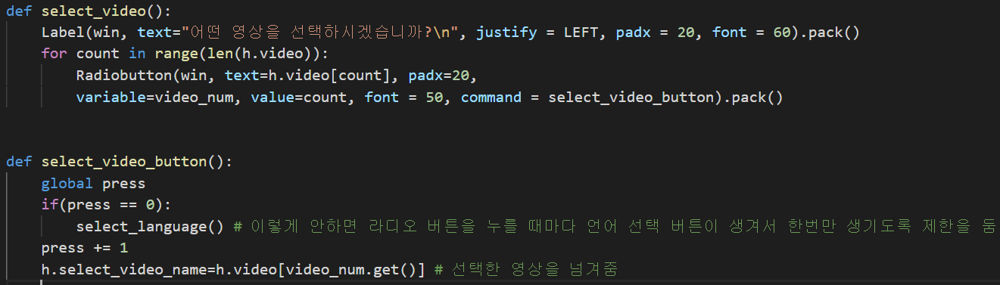 def select_video():
    Label(win, text="어떤 영상을 선택하시겠습니까?\n", justify = LEFT, padx = 20, font = 60).pack()
    for count in range(len(h.video)):
        Radiobutton(win, text=h.video[count], padx=20,
        variable=video_num, value=count, font = 50, command = select_video_button).pack()
def select_video_button():
    global press
    if(press == 0):
        select_language() # 이렇게 안하면 라디오 버튼을 누를 때마다 언어 선택 버튼이 생겨서 한번만 생기도록 제한을 둠
    press += 1
    h.select_video_name=h.video[video_num.get()] # 선택한 영상을 넘겨줌